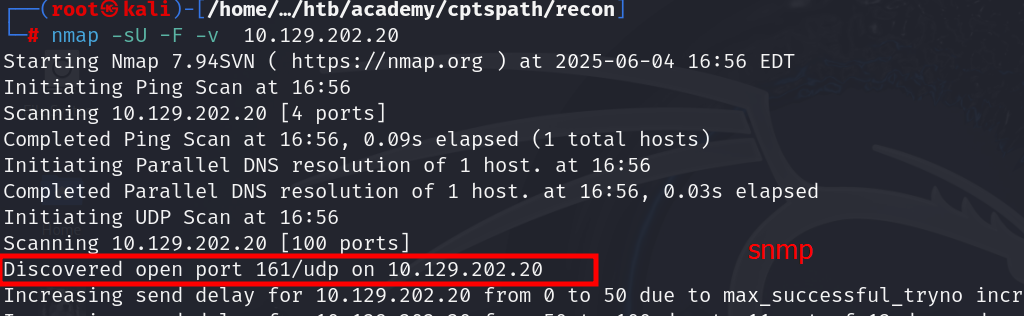 ┌──(root㉿kali)-[/home/…/htb/academy/cptspath/recon]
└─# nmap -sU -F -v  10.129.202.20
Starting Nmap 7.94SVN ( https://nmap.org ) at 2025-06-04 16:56 EDT
Initiating Ping Scan at 16:56
Scanning 10.129.202.20 [4 ports]
Completed Ping Scan at 16:56, 0.09s elapsed (1 total hosts)
Initiating Parallel DNS resolution of 1 host. at 16:56
Completed Parallel DNS resolution of 1 host. at 16:56, 0.03s elapsed
Initiating UDP Scan at 16:56
Scanning 10.129.202.20 [100 ports]
snmp
Discovered open port 161/udp on 10.129.202.20
Increasing send delay for 10.129.202.20 from 0 to 50 due to max_successful_tryno incr